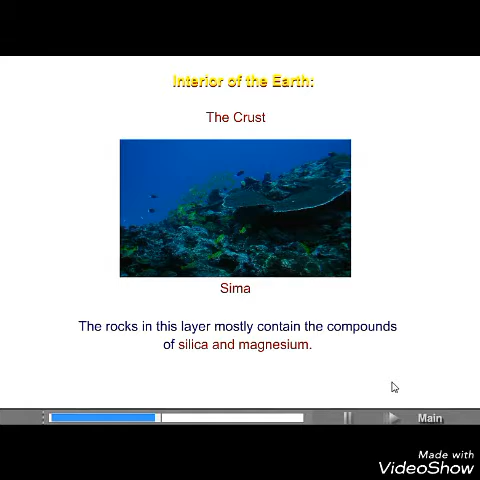 Interior of the Earth:
The Crust
Sima
The rocks in this layer mostly contain the compounds
of silica and magnesium.
Main
Made with
VideoShow